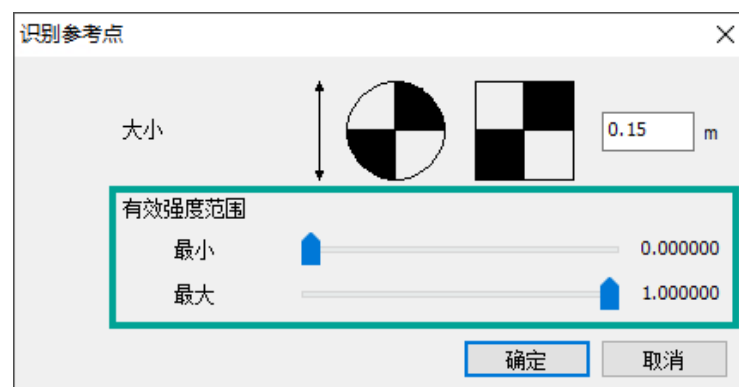 识别参考点
大小 0.15 m
有效强度范围
最小 0.000000
最大 1.000000
确定 取消